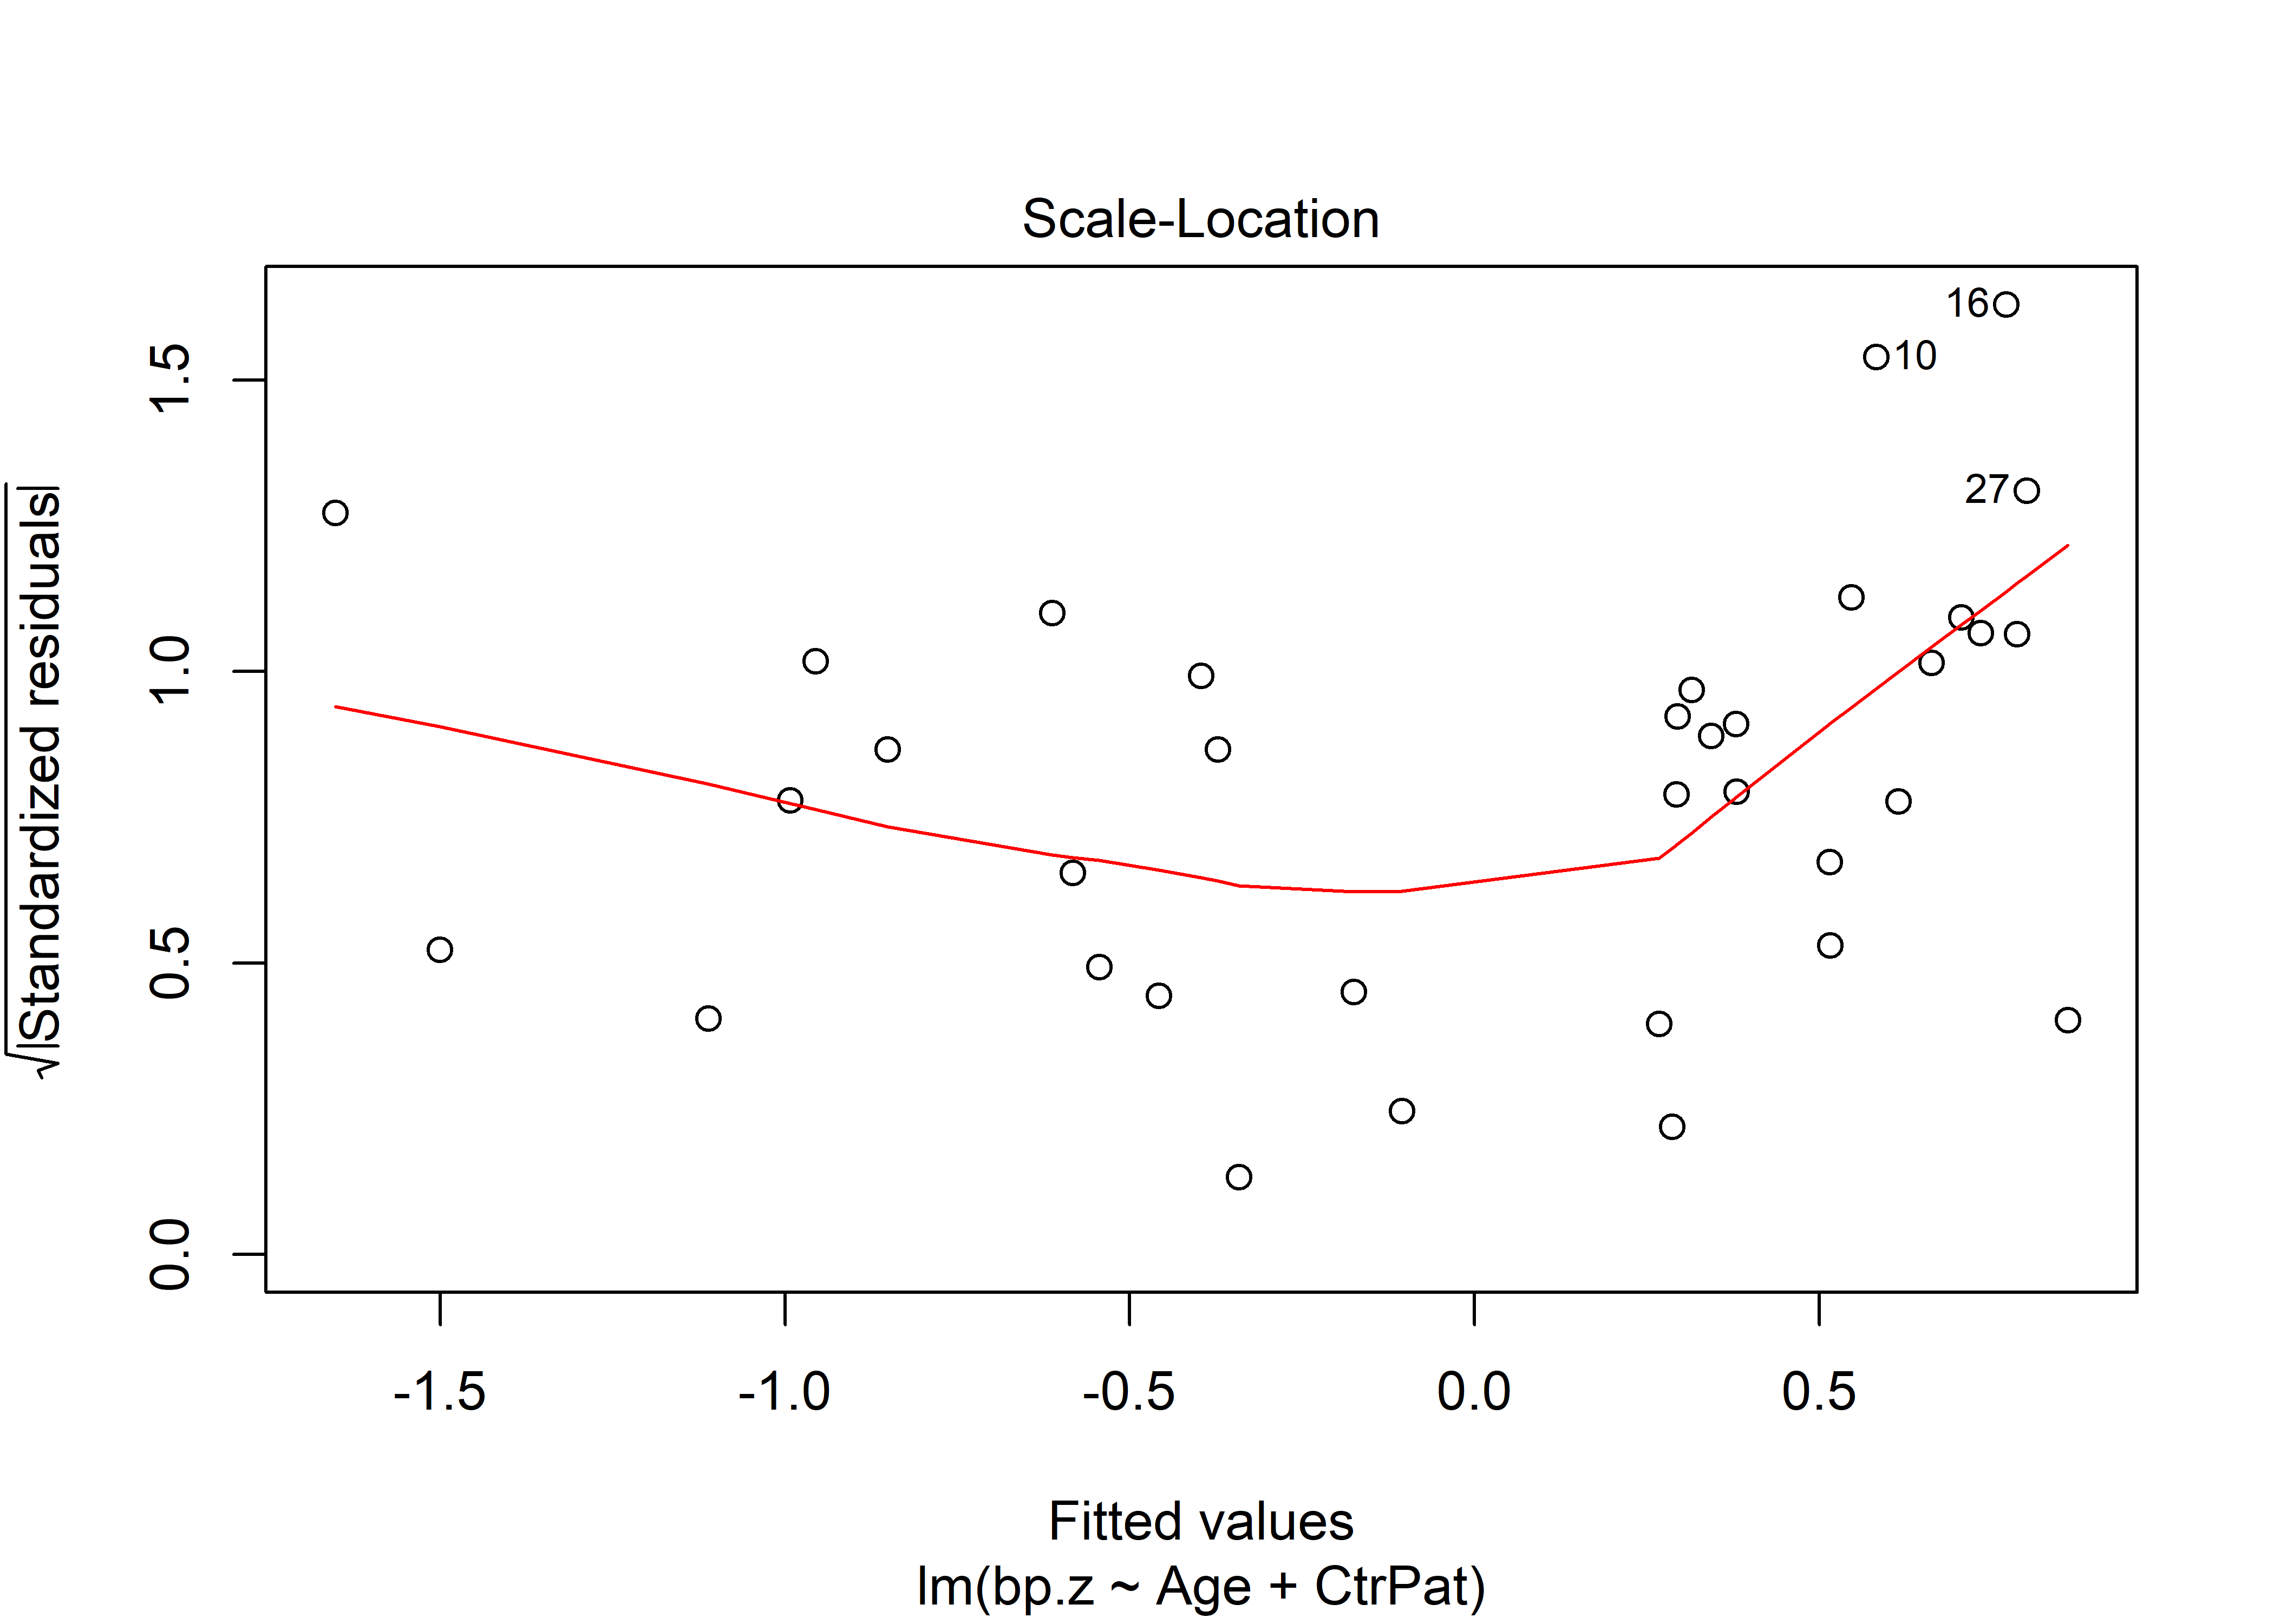 Scale-Location
√|Standardized residuals|
1.5
1.0
0.5
0.0
16
10
27
-1.5 -1.0 -0.5 0.0 0.5
Fitted values
lm(bp.z ~ Age + CtrPat)